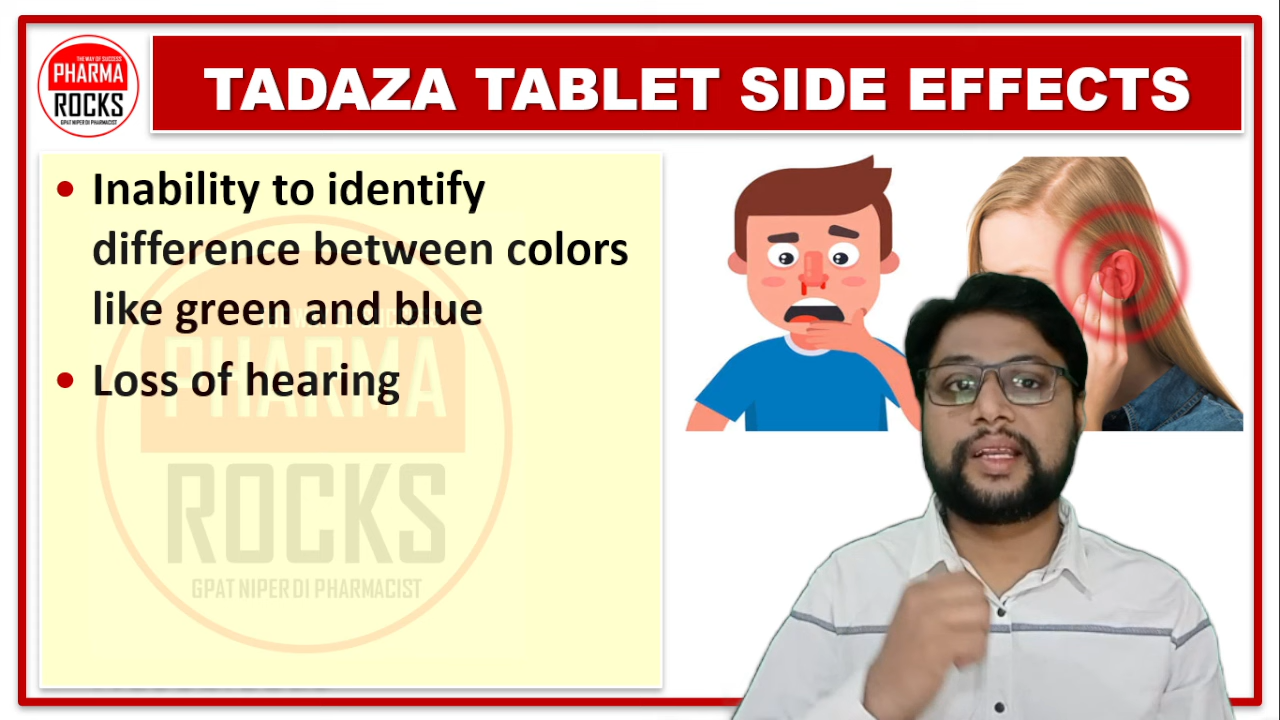 THE WAY OF SUCCESS
PHARMA
ROCKS
GPAT NIPER DI PHARMACIST
TADAZA TABLET SIDE EFFECTS
• Inability to identify
difference between colors
like green and blue
• Loss of hearing
PHARMA
ROCKS
GPAT NIPER DI PHARMACIST